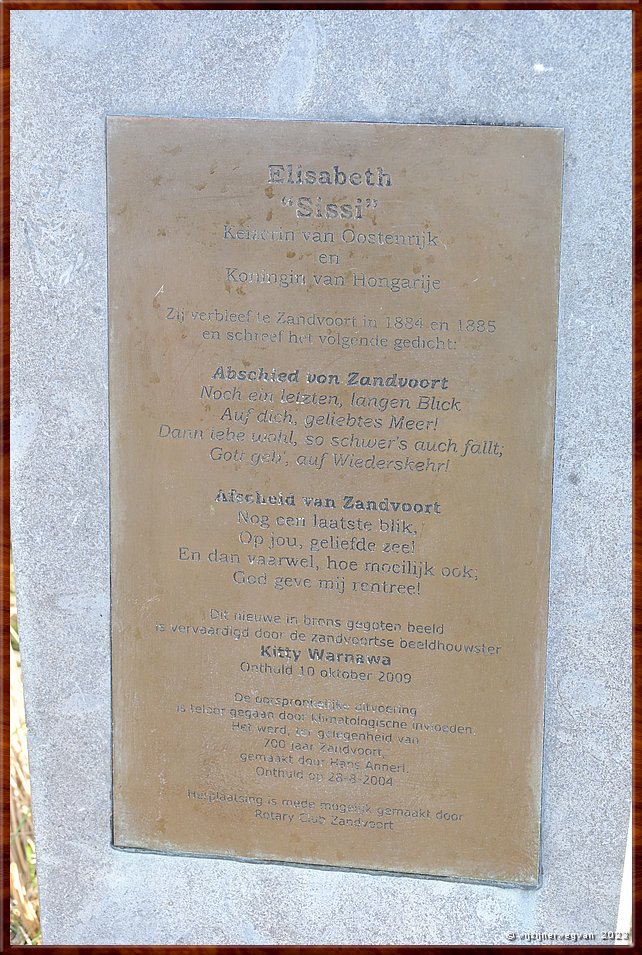 Elisabeth
"Sissi"
Keizerin van Oostenrijk
en
Koningin van Hongarije
Zij verbleef te Zandvoort in 1884 en 1885
en schreef het volgende gedicht:
Abschied von Zandvoort
Noch ein letzten, langen Blick
Auf dich, geliebtes Meer!
Dann lebe wohl, so schwer's auch fallt;
Gott geb', auf Wiederskehr!
Afscheid van Zandvoort
Nog een laatste blik,
Op jou, geliefde zee!
En dan vaarwel, hoe moeilijk ook;
God geve mij rentree!
Dit nieuwe in brons gegoten beeld
is vervaardigd door de zandvoortse beeldhouwster
Kitty Warnawa
Onthuld 10 oktober 2009
De oorspronkelijke uitvoering
is teloor gegaan door klimatologische invloeden.
Het werd, ter gelegenheid van
700 jaar Zandvoort,
gemaakt door Hans Annerl.
Onthuld op 28-8-2004
Herplaatsing is mede mogelijk gemaakt door
Rotary Club Zandvoort
© wijzijnerwegvan 2023